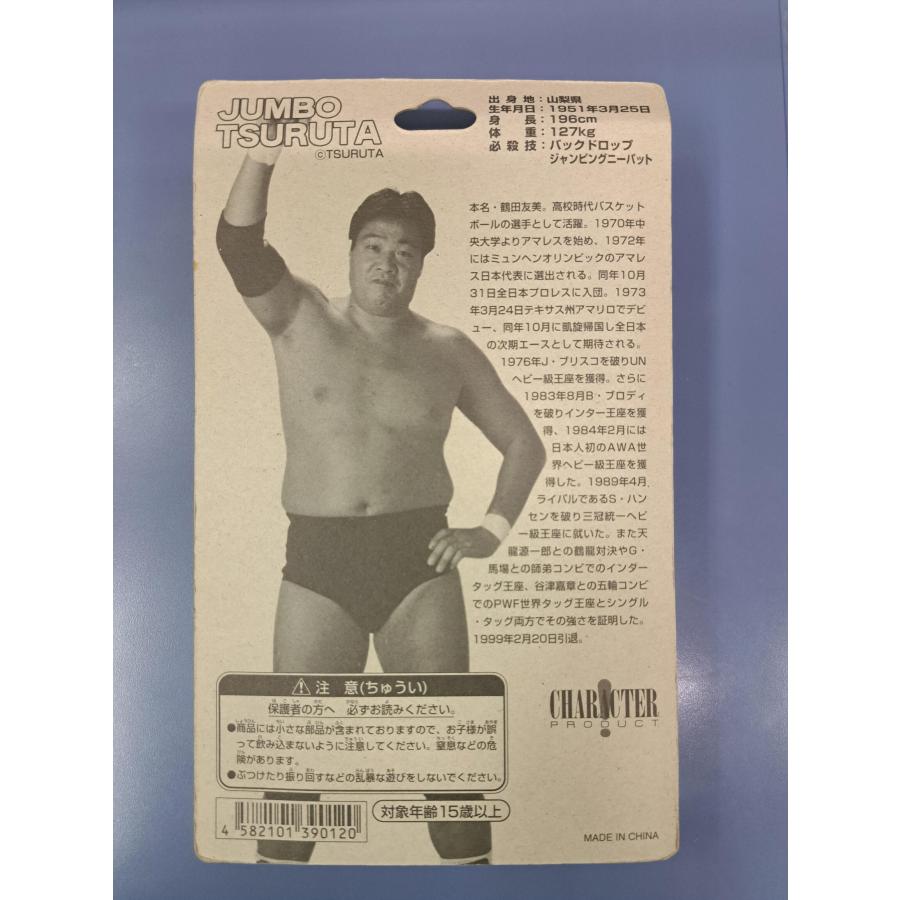 JUMBO
TSURUTA
©TSURUTA
出身地：山梨県
生年月日：1951年3月25日
身長：196cm
体重：127kg
必殺技：バックドロップ
ジャンピングニーパット
本名・鶴田友美。高校時代バスケット
ボールの選手として活躍。1970年中
央大学よりアマレスを始め、1972年
にはミュンヘンオリンピックのアマレ
ス日本代表に選出される。同年10月
31日全日本プロレスに入団。1973
年3月24日テキサス州アマリロでデビ
ュー、同年10月に凱旋帰国し全日本
の次期エースとして期待される。
1976年J・ブリスコを破りUN
ヘビー級王座を獲得。さらに
1983年8月B・ブロディ
を破りインター王座を獲
得、1984年2月には
日本人初のAWA世
界ヘビー級王座を獲
得した。1989年4月、
ライバルであるS・ハン
センを破り三冠統一ヘビ
ー級王座に就いた。また天
龍源一郎との鶴龍対決やG・
馬場との師弟コンビでのインター
タッグ王座、谷津嘉章との五輪コンビ
でのPWF世界タッグ王座とシングル
・タッグ両方でその強さを証明した。
1999年2月20日引退。
注意(ちゅうい)
保護者の方へ 必ずお読みください。
●商品には小さな部品が含まれておりますので、お子様が誤
って飲み込まないように注意してください。窒息などの危
険があります。
●ぶつけたり振り回すなどの乱暴な遊びをしないでください。
CHARACTER
PRODUCT
4 582101 390120
対象年齢15歳以上
MADE IN CHINA